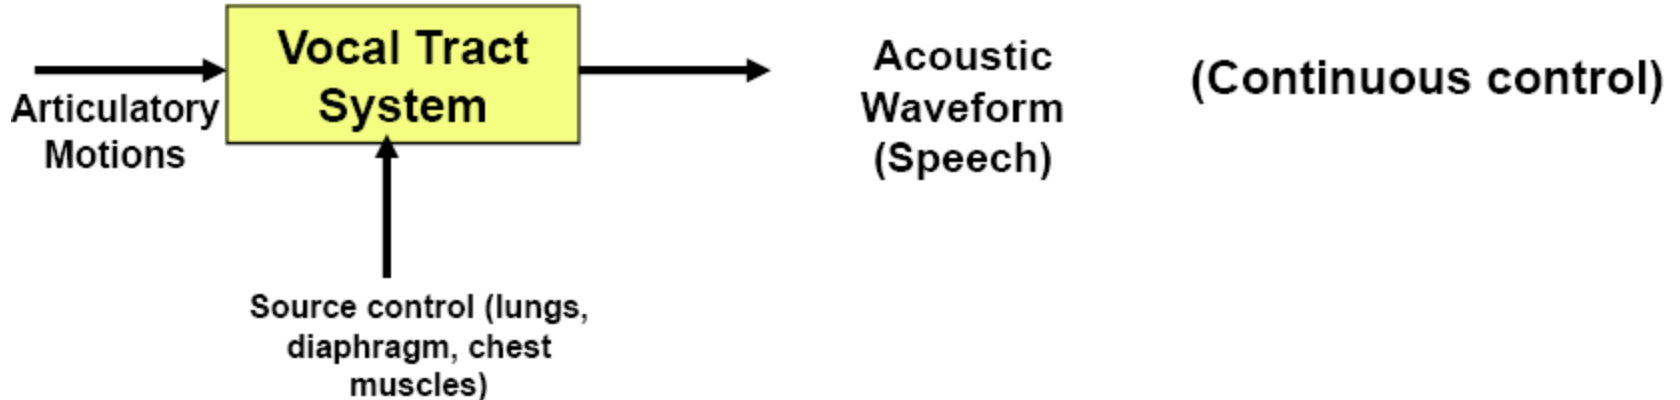 Vocal Tract
System
Articulatory
Motions
Acoustic
Waveform
(Speech)
(Continuous control)
Source control (lungs,
diaphragm, chest
muscles)